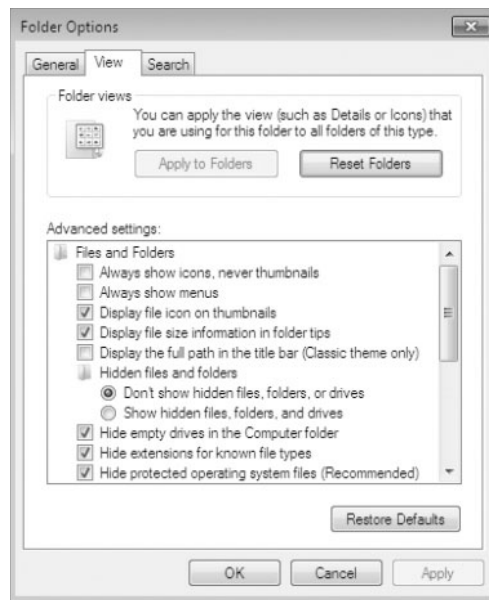 Folder Options
General View Search
Folder views
You can apply the view (such as Details or Icons) that
you are using for this folder to all folders of this type.
Apply to Folders Reset Folders
Advanced settings:
Files and Folders
Always show icons, never thumbnails
Always show menus
Display file icon on thumbnails
Display file size information in folder tips
Display the full path in the title bar (Classic theme only)
Hidden files and folders
Don't show hidden files, folders, or drives
Show hidden files, folders, and drives
Hide empty drives in the Computer folder
Hide extensions for known file types
Hide protected operating system files (Recommended)
Restore Defaults
OK Cancel Apply